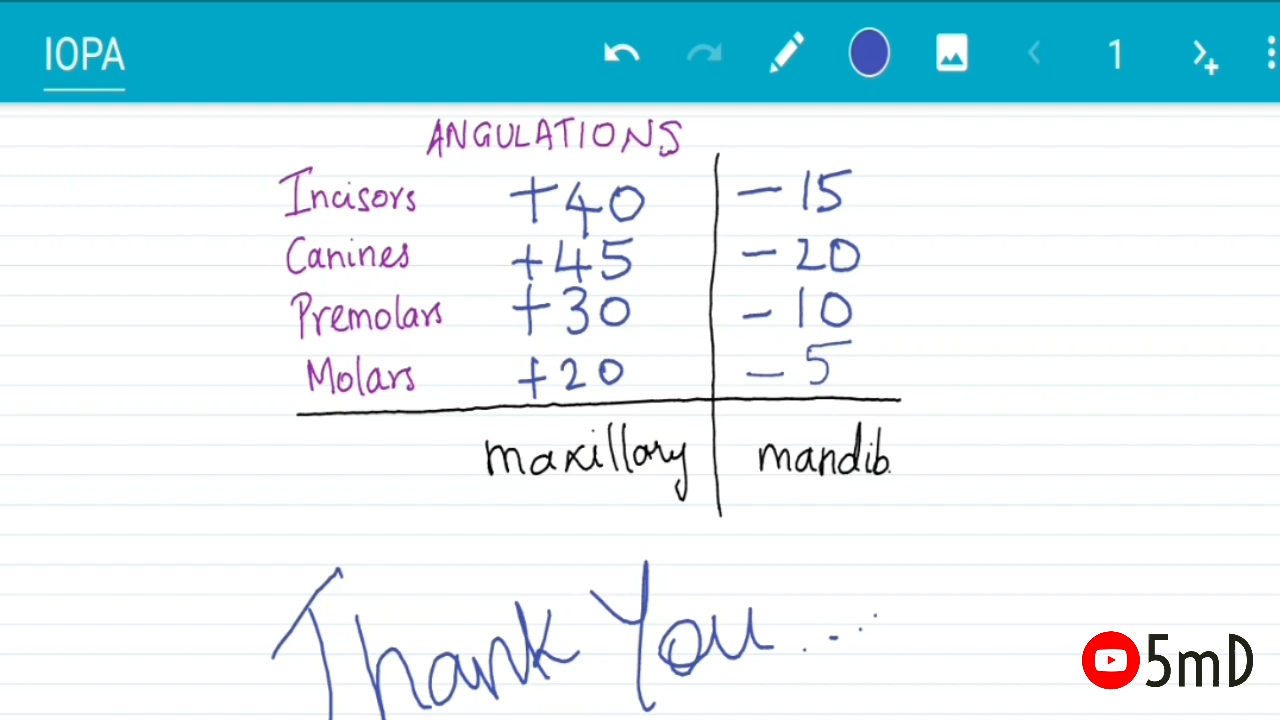 IOPA
1
ANGULATIONS
Incisors +40 - 15
Canines +45 - 20
Premolars +30 - 10
Molars +20 - 5
maxillary mandib.
Thank You ...
5mD